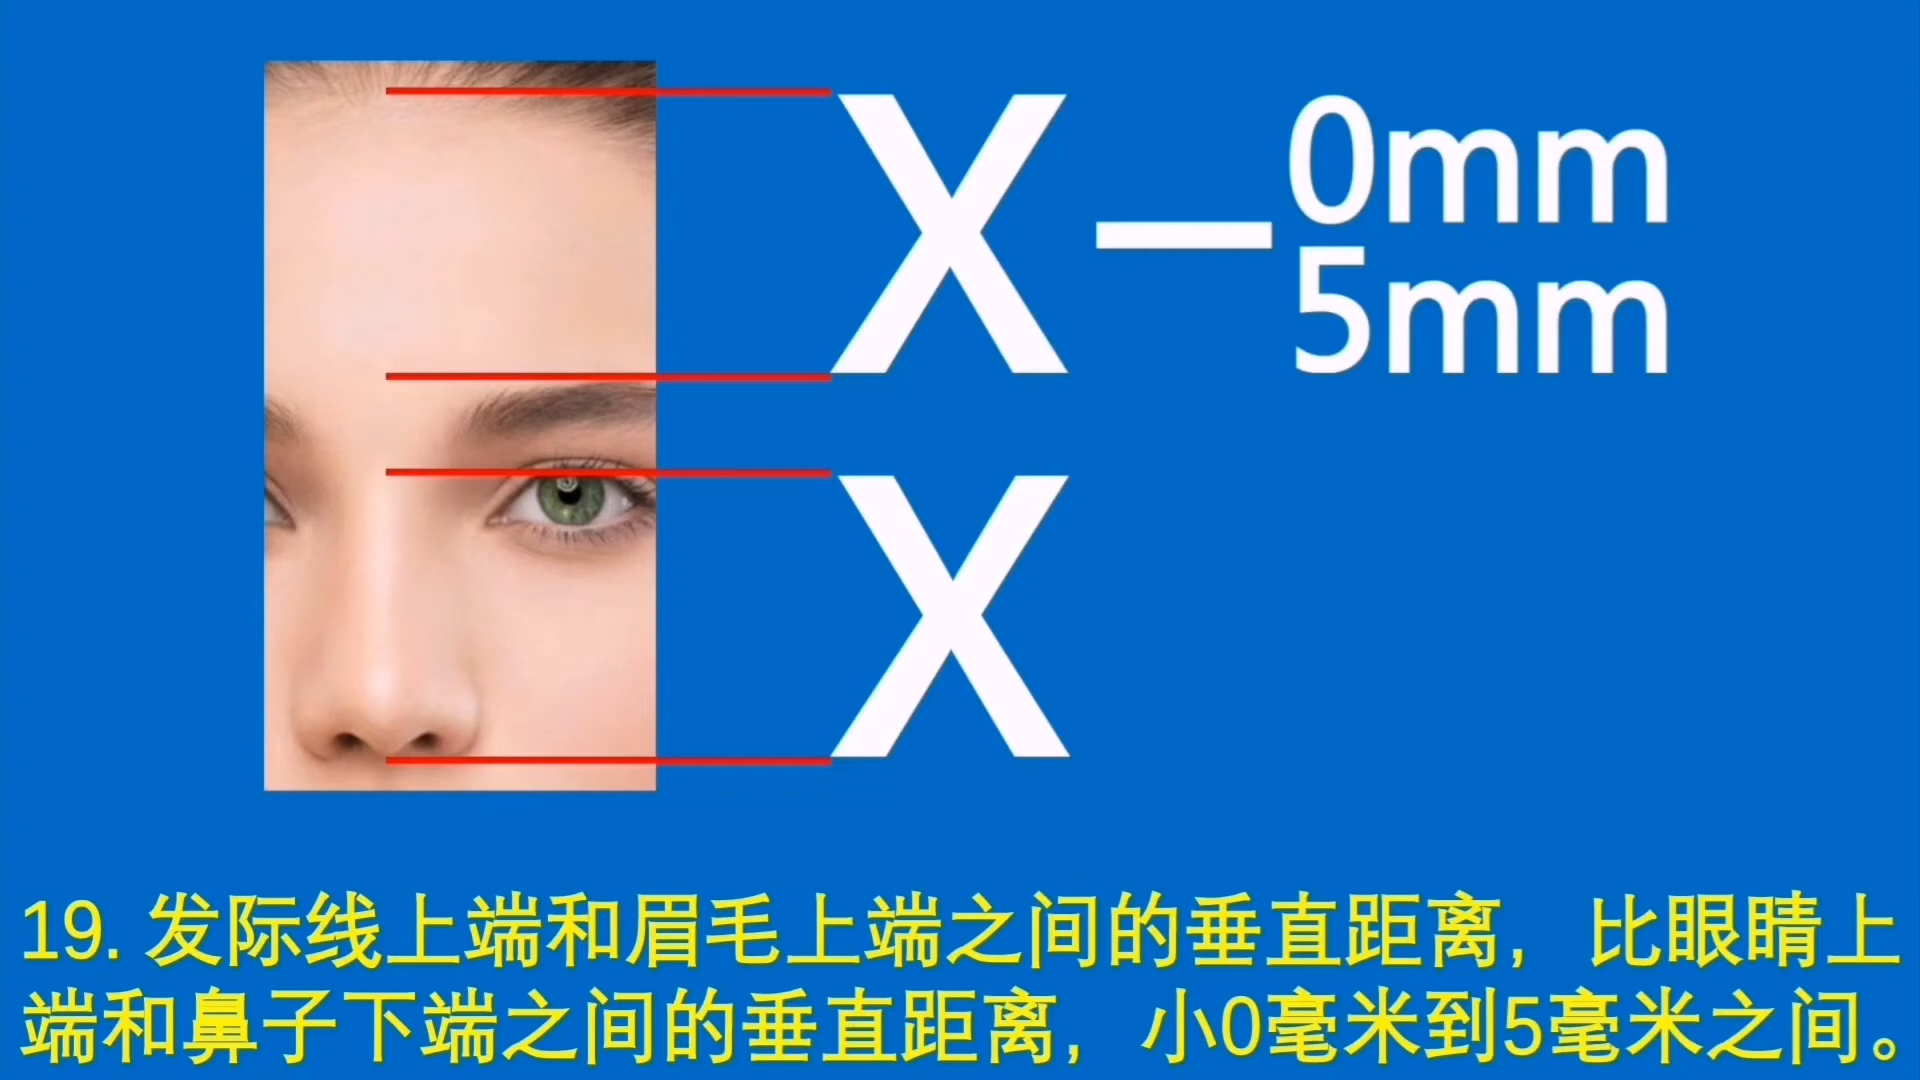 X — 0mm
5mm
X
19. 发际线上端和眉毛上端之间的垂直距离，比眼睛上
端和鼻子下端之间的垂直距离，小0毫米到5毫米之间。